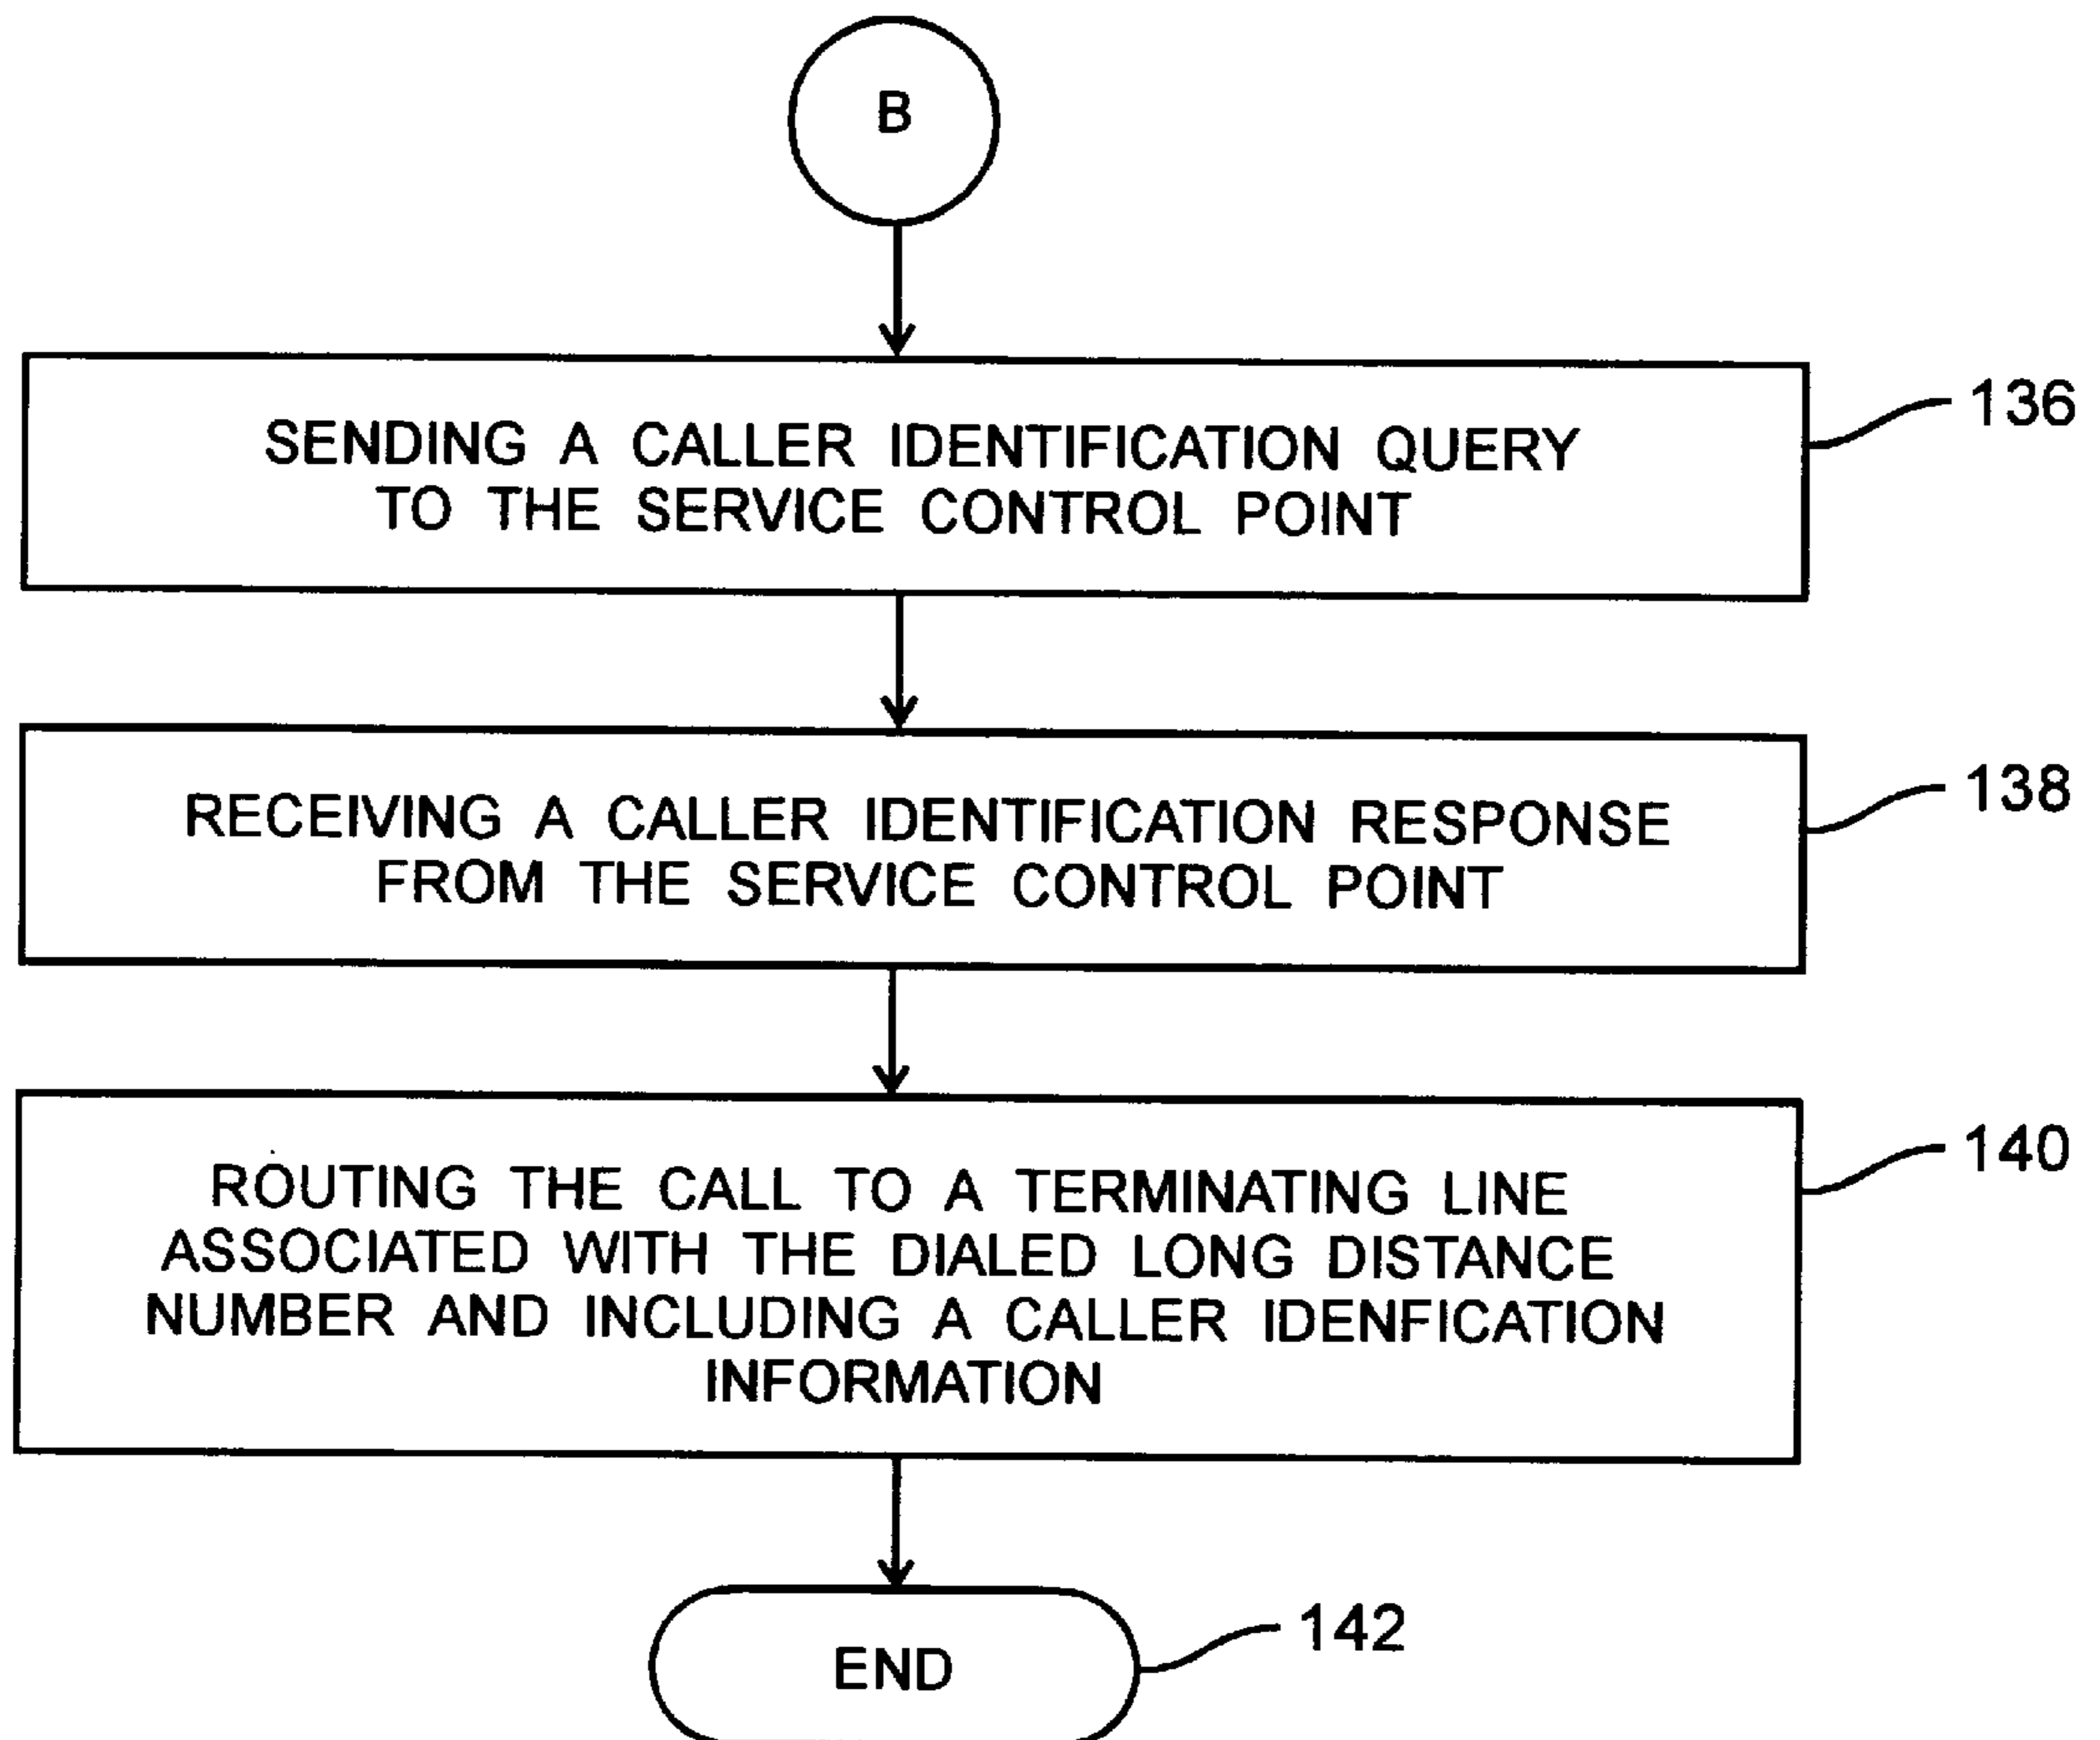 B
SENDING A CALLER IDENTIFICATION QUERY
TO THE SERVICE CONTROL POINT
136
RECEIVING A CALLER IDENTIFICATION RESPONSE
FROM THE SERVICE CONTROL POINT
138
ROUTING THE CALL TO A TERMINATING LINE
ASSOCIATED WITH THE DIALED LONG DISTANCE
NUMBER AND INCLUDING A CALLER IDENFICATION
INFORMATION
140
END
142